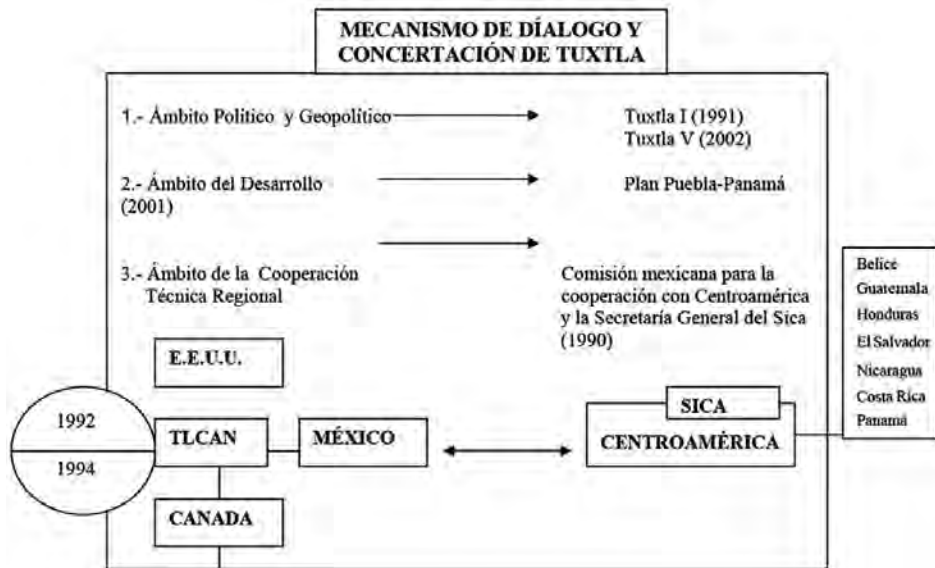 MECANISMO DE DÍALOGO Y
CONCERTACIÓN DE TUXTLA
1.- Ámbito Político y Geopolítico
Tuxtla I (1991)
Tuxtla V (2002)
2.- Ámbito del Desarróllo
(2001)
Plan Puebla-Panamá
3.- Ámbito de la Cooperación
Técnica Regional
Comisión mexicana para la
cooperación con Centroamérica
y la Secretaría General del Sica
(1990)
Belice
Guatemala
Honduras
El Salvador
Nicaragua
Costa Rica
Panamá
E.E.U.U.
1992
1994
TLCAN
MÉXICO
SICA
CENTROAMÉRICA
CANADA